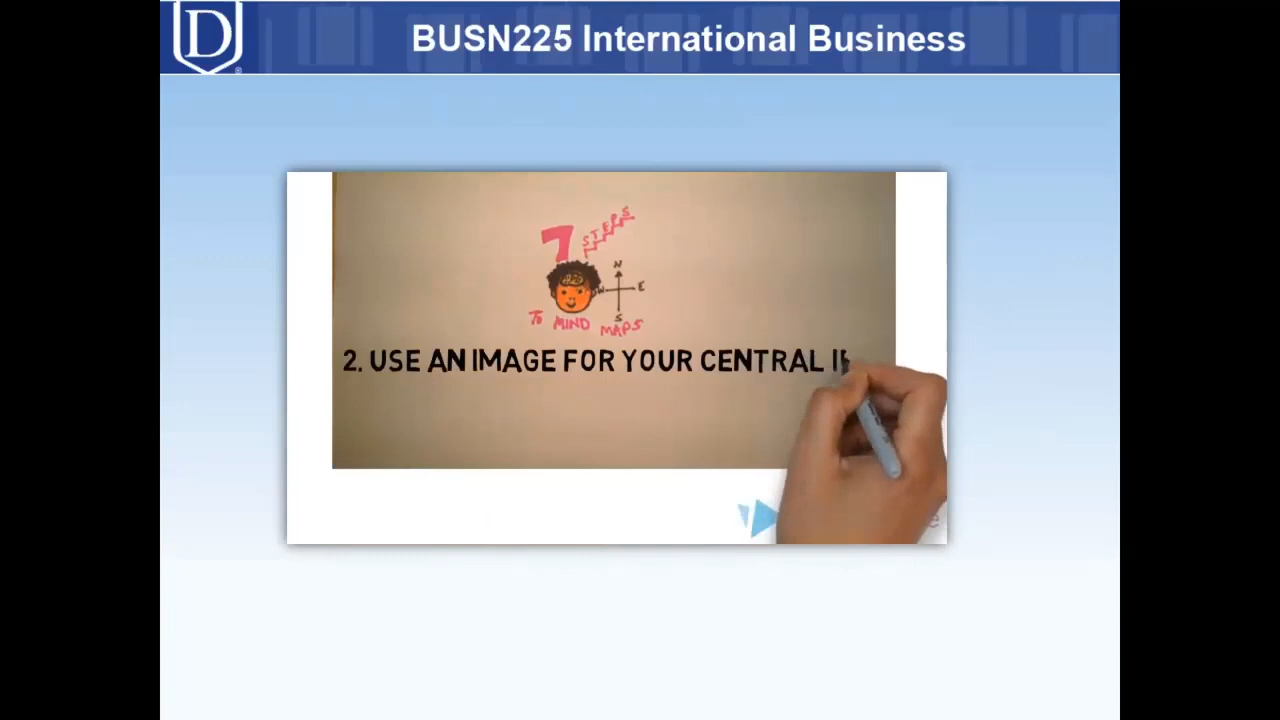 D
BUSN225 International Business
7 STEPS
N
W E
S
TO MIND MAPS
2. USE AN IMAGE FOR YOUR CENTRAL